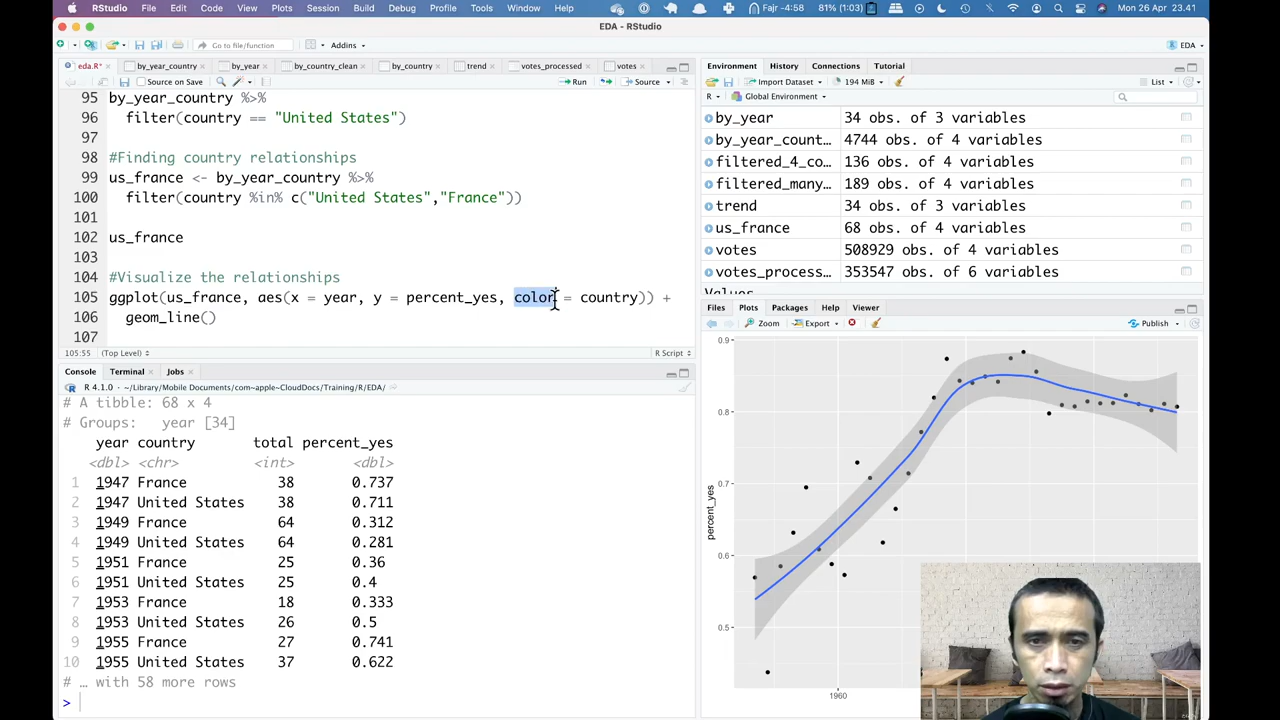 RStudio File Edit Code View Plots Session Build Debug Profile Tools Window Help Fajr -4:58 81% (1:03) Mon 26 Apr 23.41
EDA - RStudio
Go to file/function Addins EDA
eda.R* by_year_country by_year by_country_clean by_country trend votes_processed votes
Source on Save Run Source
95 by_year_country %>%
96 filter(country == "United States")
97
98 #Finding country relationships
99 us_france <- by_year_country %>%
100 filter(country %in% c("United States","France"))
101
102 us_france
103
104 #Visualize the relationships
105 ggplot(us_france, aes(x = year, y = percent_yes, color = country)) +
106 geom_line()
107
105:55 (Top Level) R Script
Console Terminal Jobs
R 4.1.0 · ~/Library/Mobile Documents/com~apple~CloudDocs/Training/R/EDA/
# A tibble: 68 x 4
# Groups: year [34]
year country total percent_yes
<dbl> <chr> <int> <dbl>
1 1947 France 38 0.737
2 1947 United States 38 0.711
3 1949 France 64 0.312
4 1949 United States 64 0.281
5 1951 France 25 0.36
6 1951 United States 25 0.4
7 1953 France 18 0.333
8 1953 United States 26 0.5
9 1955 France 27 0.741
10 1955 United States 37 0.622
# … with 58 more rows
>
Environment History Connections Tutorial
Import Dataset 194 MiB List
R Global Environment
by_year 34 obs. of 3 variables
by_year_count… 4744 obs. of 4 variables
filtered_4_co… 136 obs. of 4 variables
filtered_many… 189 obs. of 4 variables
trend 34 obs. of 3 variables
us_france 68 obs. of 4 variables
votes 508929 obs. of 4 variables
votes_process… 353547 obs. of 6 variables
Values
Files Plots Packages Help Viewer
Zoom Export Publish
0.9
0.8
0.7
0.6
0.5
percent_yes
1960